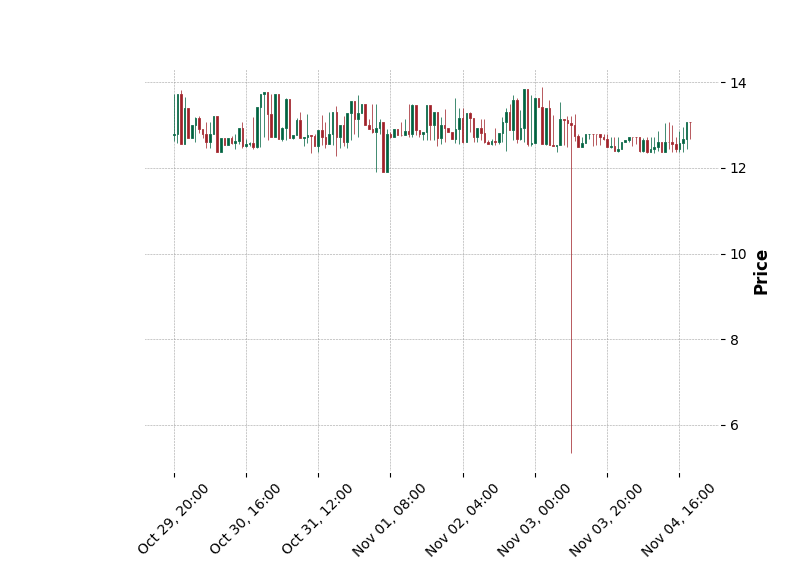 14
12
10
8
6
Price
Oct 29, 20:00
Oct 30, 16:00
Oct 31, 12:00
Nov 01, 08:00
Nov 02, 04:00
Nov 03, 00:00
Nov 03, 20:00
Nov 04, 16:00